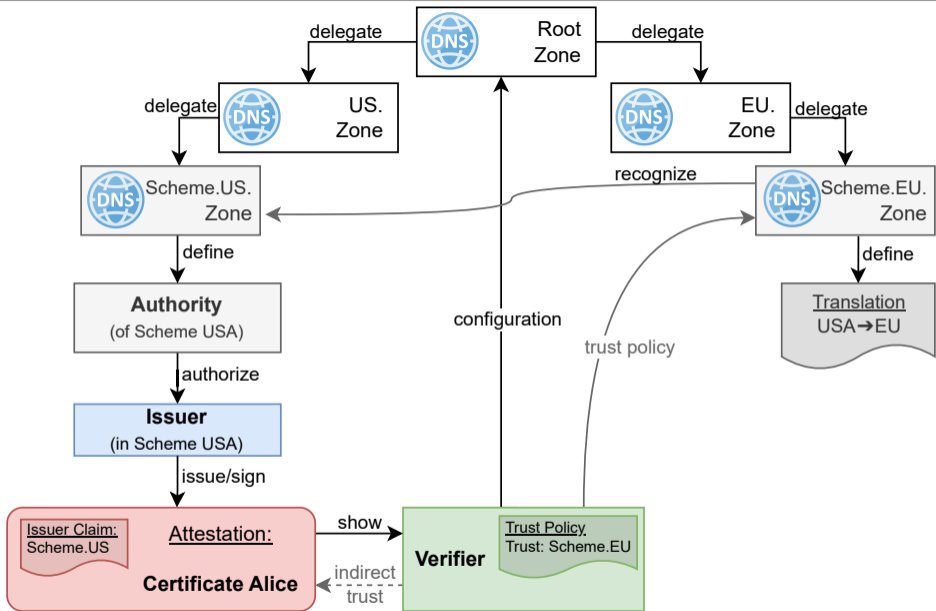 delegate
DNS
Root
Zone
delegate
delegate
DNS
US.
Zone
DNS
EU.
Zone
delegate
DNS
Scheme.US.
Zone
recognize
DNS
Scheme.EU.
Zone
define
define
Authority
(of Scheme USA)
Translation
USA➔EU
configuration
trust policy
authorize
Issuer
(in Scheme USA)
issue/sign
Issuer Claim:
Scheme.US
Attestation:
Certificate Alice
show
indirect
trust
Verifier
Trust Policy
Trust: Scheme.EU